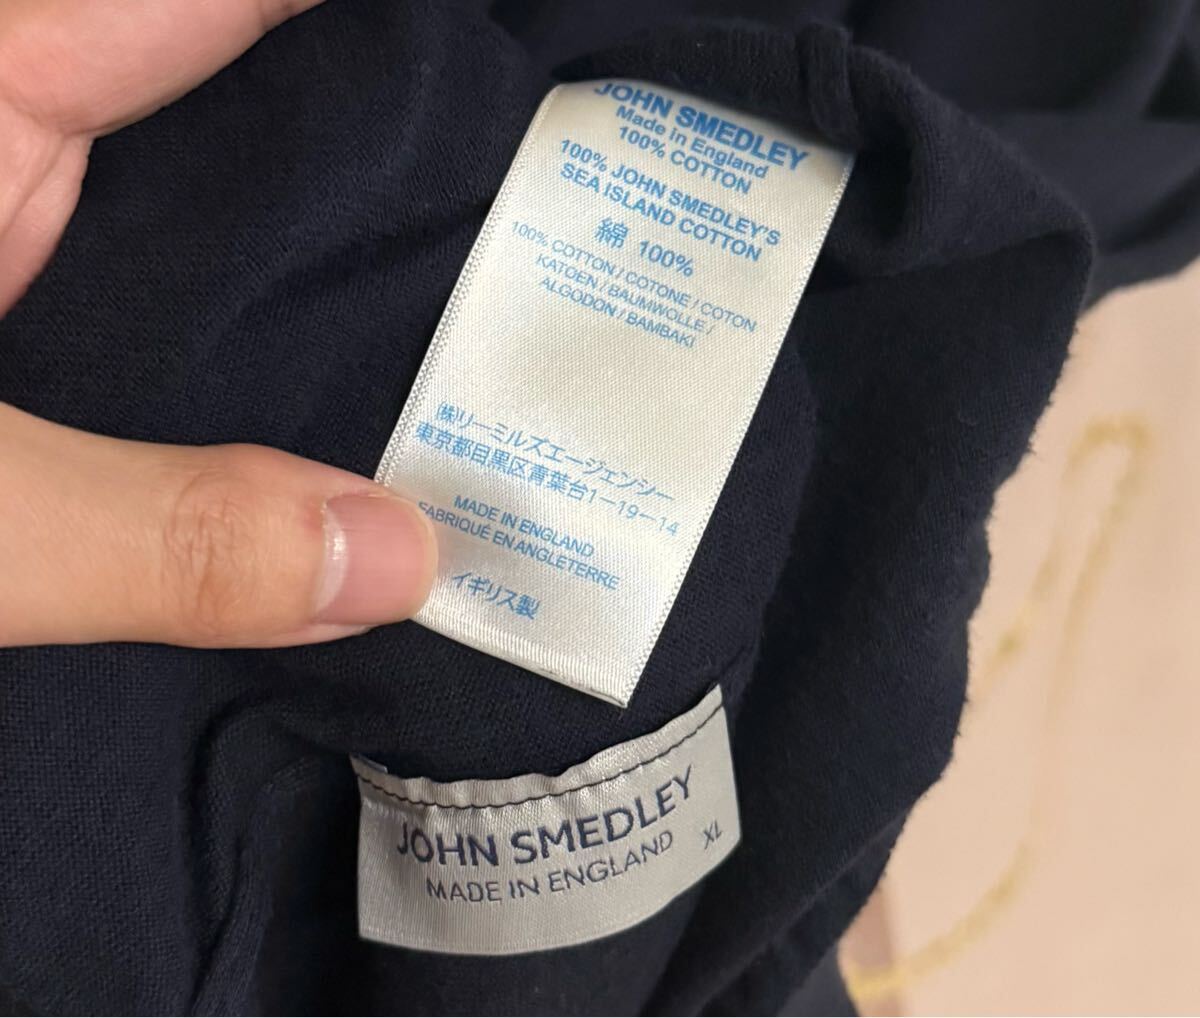 JOHN SMEDLEY
Made in England
100% COTTON
100% JOHN SMEDLEY'S
SEA ISLAND COTTON
綿 100%
100% COTTON / COTONE / COTON
KATOEN / BAUMWOLLE /
ALGODON / BAMBAKI
㈱リーミルズエージェンシー
東京都目黒区青葉台1-19-14
MADE IN ENGLAND
FABRIQUÉ EN ANGLETERRE
イギリス製
JOHN SMEDLEY
MADE IN ENGLAND XL